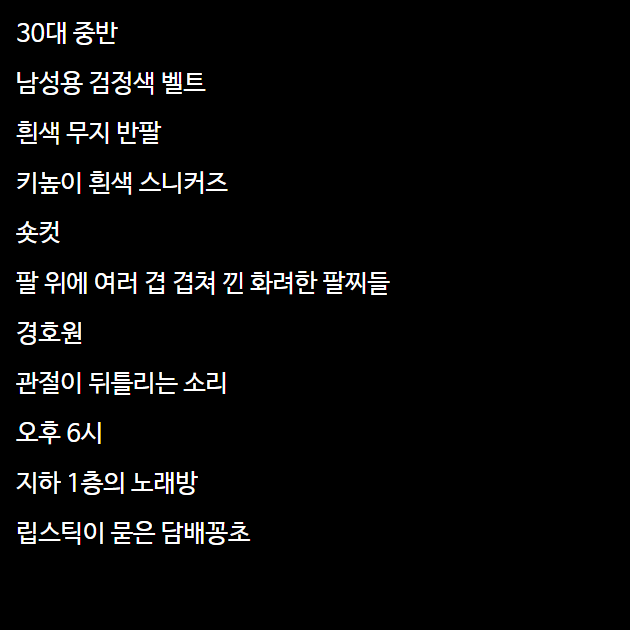 30대 중반
남성용 검정색 벨트
흰색 무지 반팔
키높이 흰색 스니커즈
숏컷
팔 위에 여러 겹 겹쳐 낀 화려한 팔찌들
경호원
관절이 뒤틀리는 소리
오후 6시
지하 1층의 노래방
립스틱이 묻은 담배꽁초